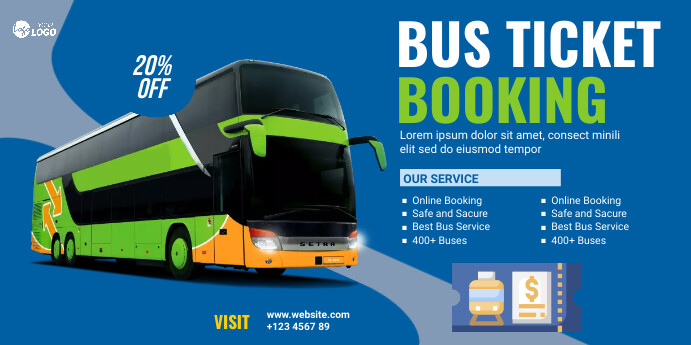 YOUR
LOGO
20%
OFF
BUS TICKET
BOOKING
Lorem ipsum dolor sit amet, consect minili
elit sed do eiusmod tempor
OUR SERVICE
Online Booking
Safe and Sacure
Best Bus Service
400+ Buses
Online Booking
Safe and Sacure
Best Bus Service
400+ Buses
SETRA
$
VISIT
www.website.com
+123 4567 89